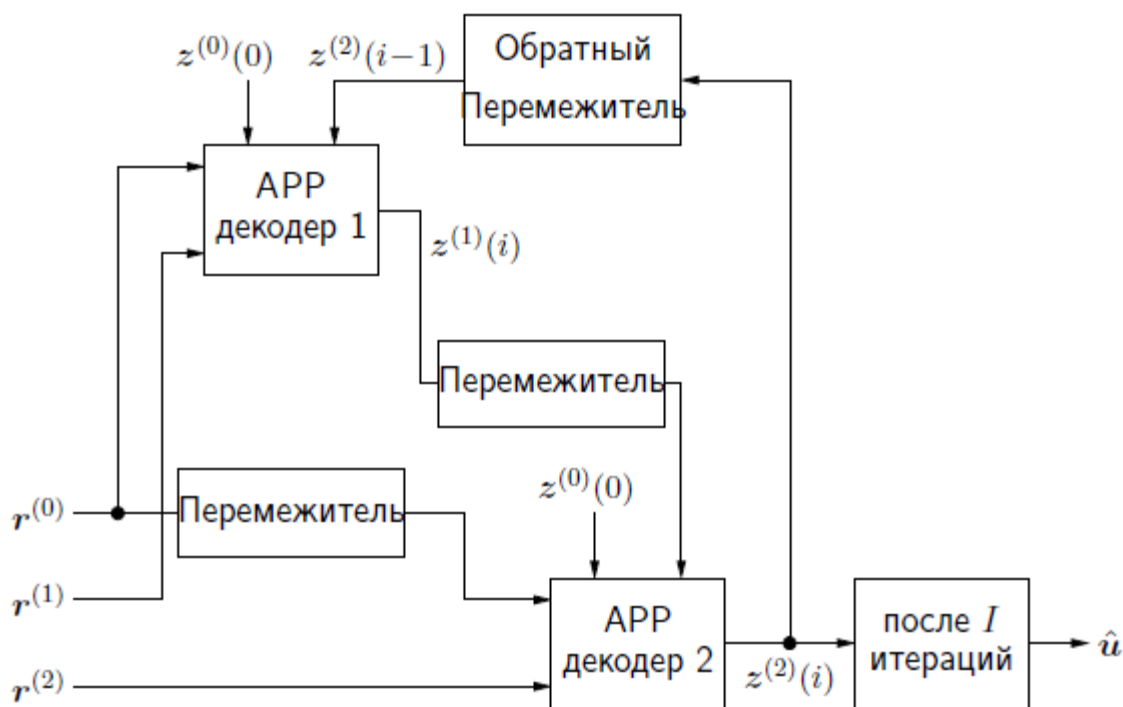 Обратный
Перемежитель
z^{(0)}(0)
z^{(2)}(i−1)
APP
декодер 1
z^{(1)}(i)
Перемежитель
z^{(0)}(0)
r^{(0)}
Перемежитель
r^{(1)}
APP
декодер 2
после I
итераций
û
z^{(2)}(i)
r^{(2)}